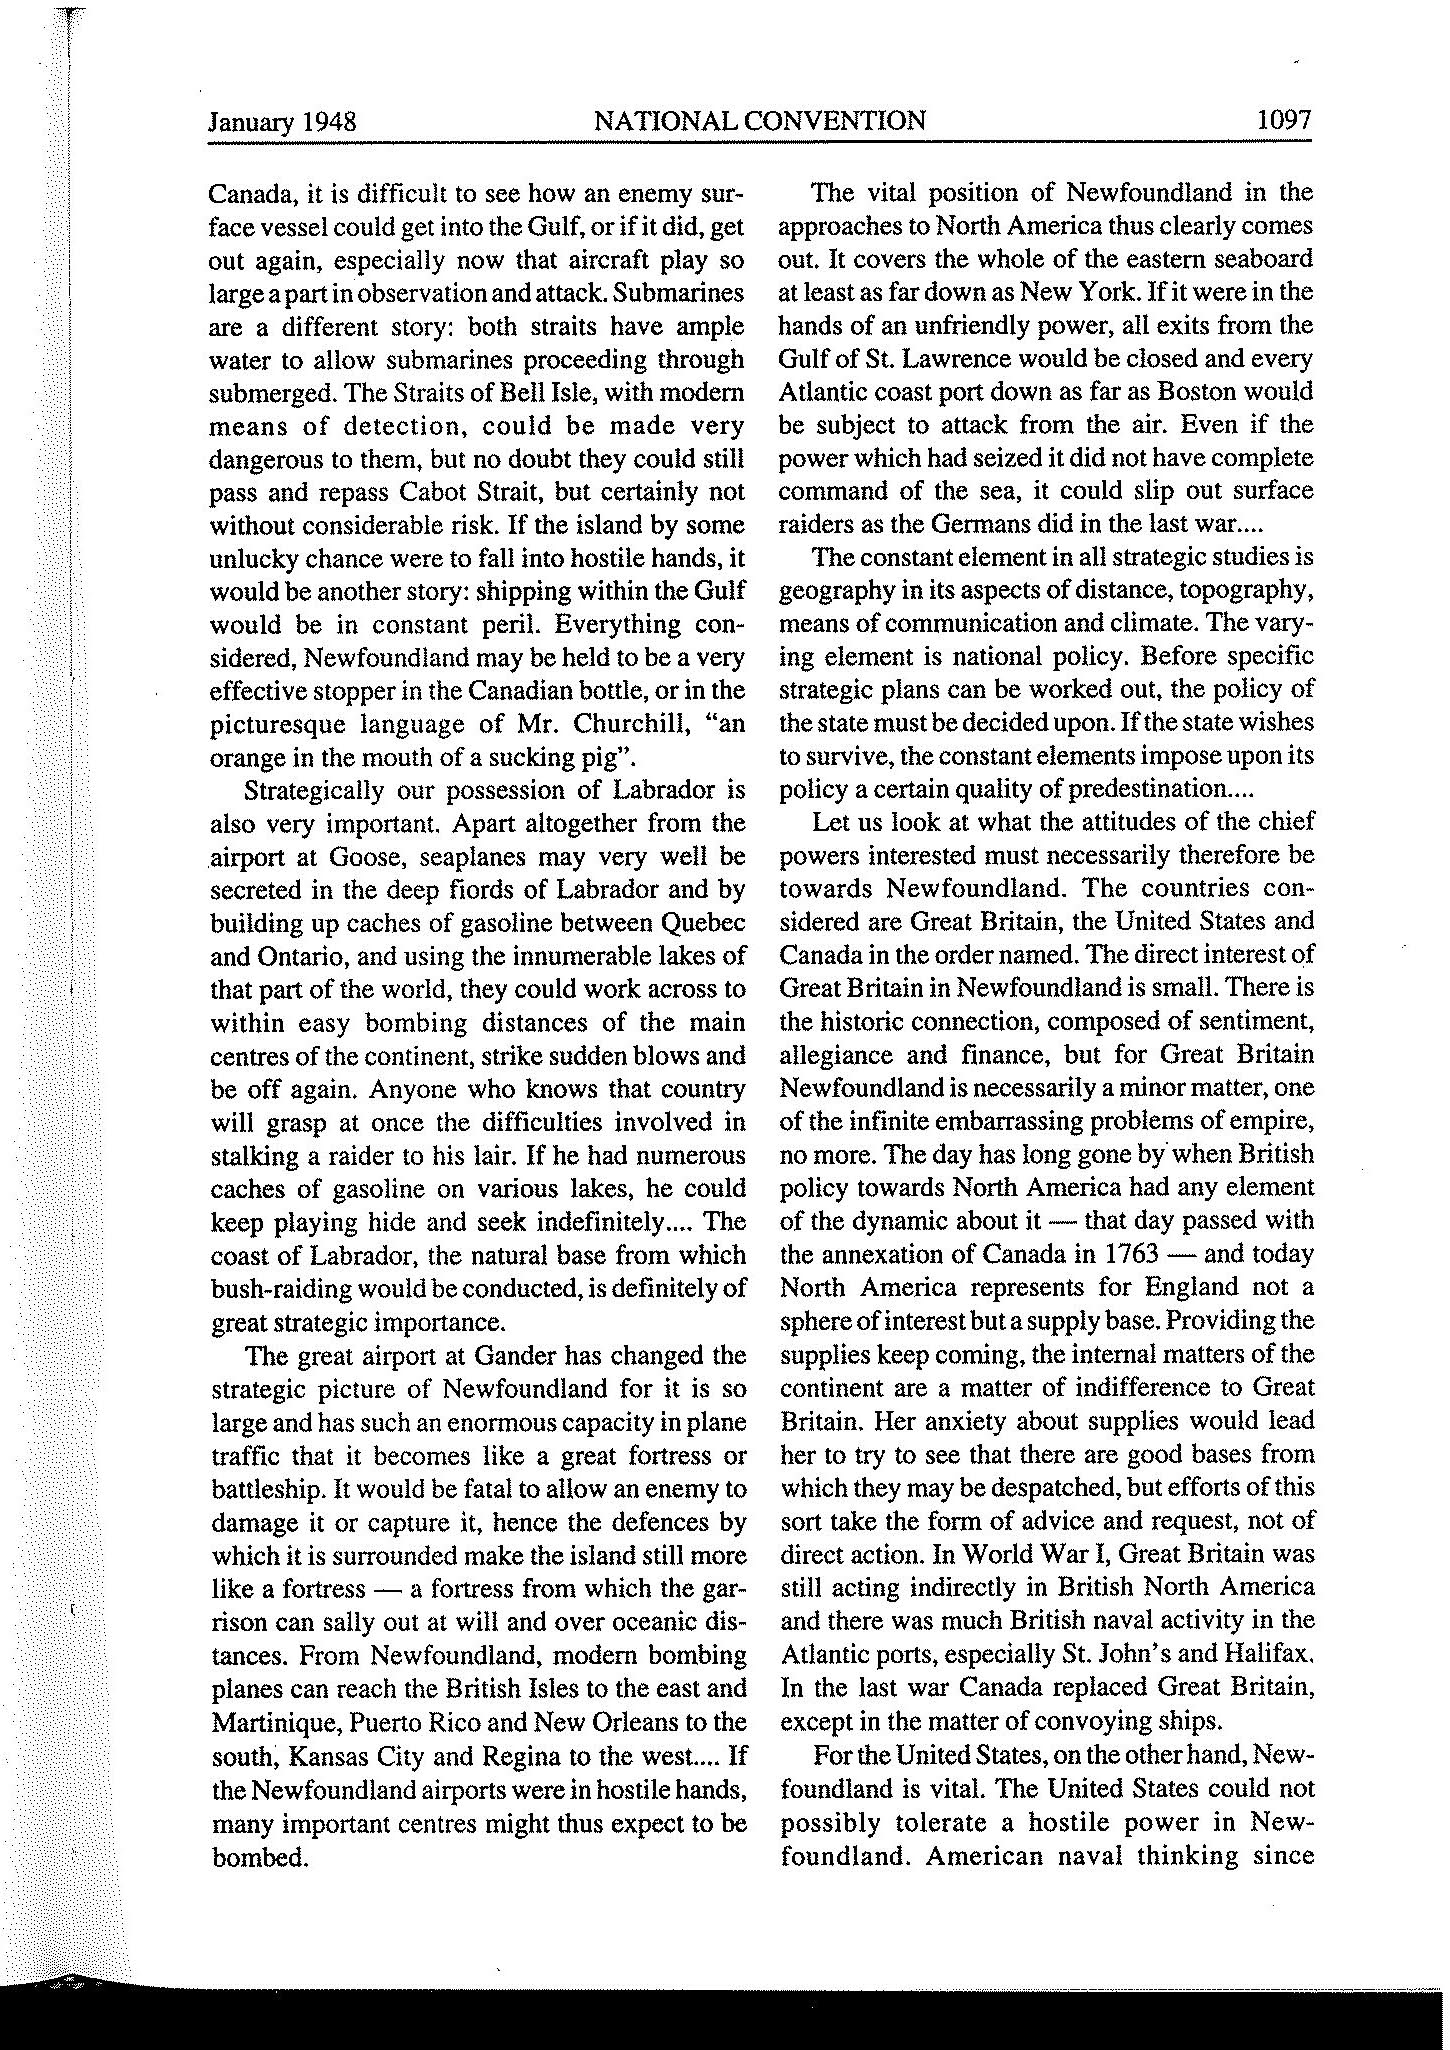 January 1948 NATIONAL CONVENTION 1097
Canada, it is difficult to see how an enemy sur-
face vessel could get into the Gulf, or if it did, get
out again, especially now that aircraft play so
large a part in observation and attack. Submarines
are a different story: both straits have ample
water to allow submarines proceeding through
submerged. The Straits of Bell Isle, with modern
means of detection, could be made very
dangerous to them, but no doubt they could still
pass and repass Cabot Strait, but certainly not
without considerable risk. If the island by some
unlucky chance were to fall into hostile hands, it
would be another story: shipping within the Gulf
would be in constant peril. Everything con-
sidered, Newfoundland may be held to be a very
effective stopper in the Canadian bottle, or in the
picturesque language of Mr. Churchill, “an
orange in the mouth of a sucking pig”.
Strategically our possession of Labrador is
also very important. Apart altogether from the
airport at Goose, seaplanes may very well be
secreted in the deep fiords of Labrador and by
building up caches of gasoline between Quebec
and Ontario, and using the innumerable lakes of
that part of the world, they could work across to
within easy bombing distances of the main
centres of the continent, strike sudden blows and
be off again. Anyone who knows that country
will grasp at once the difficulties involved in
stalking a raider to his lair. If he had numerous
caches of gasoline on various lakes, he could
keep playing hide and seek indefinitely.... The
coast of Labrador, the natural base from which
bush-raiding would be conducted, is definitely of
great strategic importance.
The great airport at Gander has changed the
strategic picture of Newfoundland for it is so
large and has such an enormous capacity in plane
traffic that it becomes like a great fortress or
battleship. It would be fatal to allow an enemy to
damage it or capture it, hence the defences by
which it is surrounded make the island still more
like a fortress — a fortress from which the gar-
rison can sally out at will and over oceanic dis-
tances. From Newfoundland, modern bombing
planes can reach the British Isles to the east and
Martinique, Puerto Rico and New Orleans to the
south, Kansas City and Regina to the west.... If
the Newfoundland airports were in hostile hands,
many important centres might thus expect to be
bombed.
The vital position of Newfoundland in the
approaches to North America thus clearly comes
out. It covers the whole of the eastern seaboard
at least as far down as New York. If it were in the
hands of an unfriendly power, all exits from the
Gulf of St. Lawrence would be closed and every
Atlantic coast port down as far as Boston would
be subject to attack from the air. Even if the
power which had seized it did not have complete
command of the sea, it could slip out surface
raiders as the Germans did in the last war....
The constant element in all strategic studies is
geography in its aspects of distance, topography,
means of communication and climate. The vary-
ing element is national policy. Before specific
strategic plans can be worked out, the policy of
the state must be decided upon. If the state wishes
to survive, the constant elements impose upon its
policy a certain quality of predestination....
Let us look at what the attitudes of the chief
powers interested must necessarily therefore be
towards Newfoundland. The countries con-
sidered are Great Britain, the United States and
Canada in the order named. The direct interest of
Great Britain in Newfoundland is small. There is
the historic connection, composed of sentiment,
allegiance and finance, but for Great Britain
Newfoundland is necessarily a minor matter, one
of the infinite embarrassing problems of empire,
no more. The day has long gone by when British
policy towards North America had any element
of the dynamic about it — that day passed with
the annexation of Canada in 1763 — and today
North America represents for England not a
sphere of interest but a supply base. Providing the
supplies keep coming, the internal matters of the
continent are a matter of indifference to Great
Britain. Her anxiety about supplies would lead
her to try to see that there are good bases from
which they may be despatched, but efforts of this
sort take the form of advice and request, not of
direct action. In World War I, Great Britain was
still acting indirectly in British North America
and there was much British naval activity in the
Atlantic ports, especially St. John’s and Halifax.
In the last war Canada replaced Great Britain,
except in the matter of convoying ships.
For the United States, on the other hand, New-
foundland is vital. The United States could not
possibly tolerate a hostile power in New-
foundland. American naval thinking since